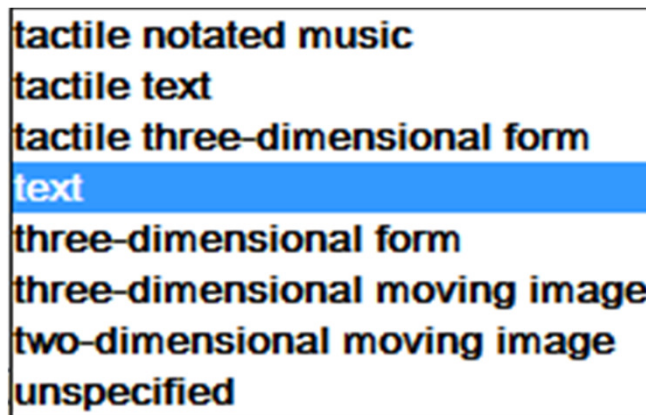 tactile notated music
tactile text
tactile three-dimensional form
text
three-dimensional form
three-dimensional moving image
two-dimensional moving image
unspecified